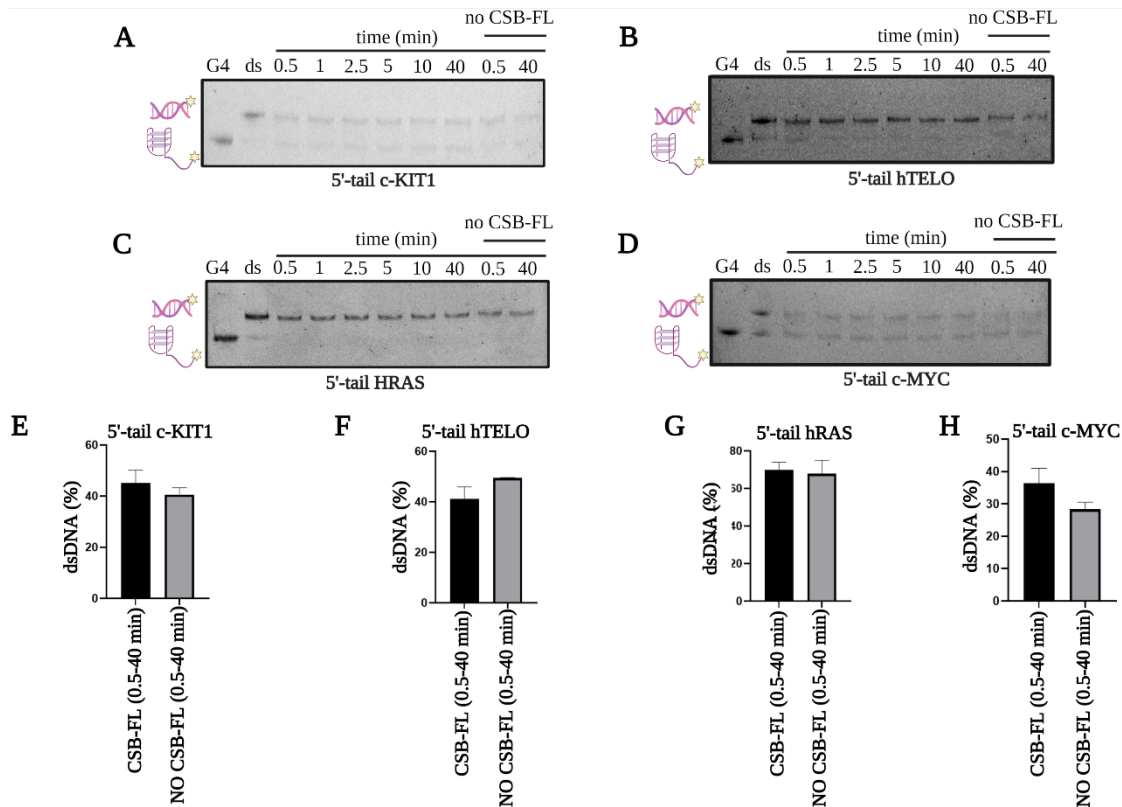 no CSB-FL
A
time (min)
G4 ds 0.5 1 2.5 5 10 40 0.5 40
5'-tail c-KIT1
no CSB-FL
B
time (min)
G4 ds 0.5 1 2.5 5 10 40 0.5 40
5'-tail hTELO
no CSB-FL
C
time (min)
G4 ds 0.5 1 2.5 5 10 40 0.5 40
5'-tail HRAS
no CSB-FL
D
time (min)
G4 ds 0.5 1 2.5 5 10 40 0.5 40
5'-tail c-MYC
E
5'-tail c-KIT1
dsDNA (%)
60
40
20
0
CSB-FL (0.5-40 min)
NO CSB-FL (0.5-40 min)
F
5'-tail hTELO
dsDNA (%)
60
40
20
0
CSB-FL (0.5-40 min)
NO CSB-FL (0.5-40 min)
G
5'-tail hRAS
dsDNA (%)
80
60
40
20
0
CSB-FL (0.5-40 min)
NO CSB-FL (0.5-40 min)
H
5'-tail c-MYC
dsDNA (%)
50
40
30
20
10
0
CSB-FL (0.5-40 min)
NO CSB-FL (0.5-40 min)